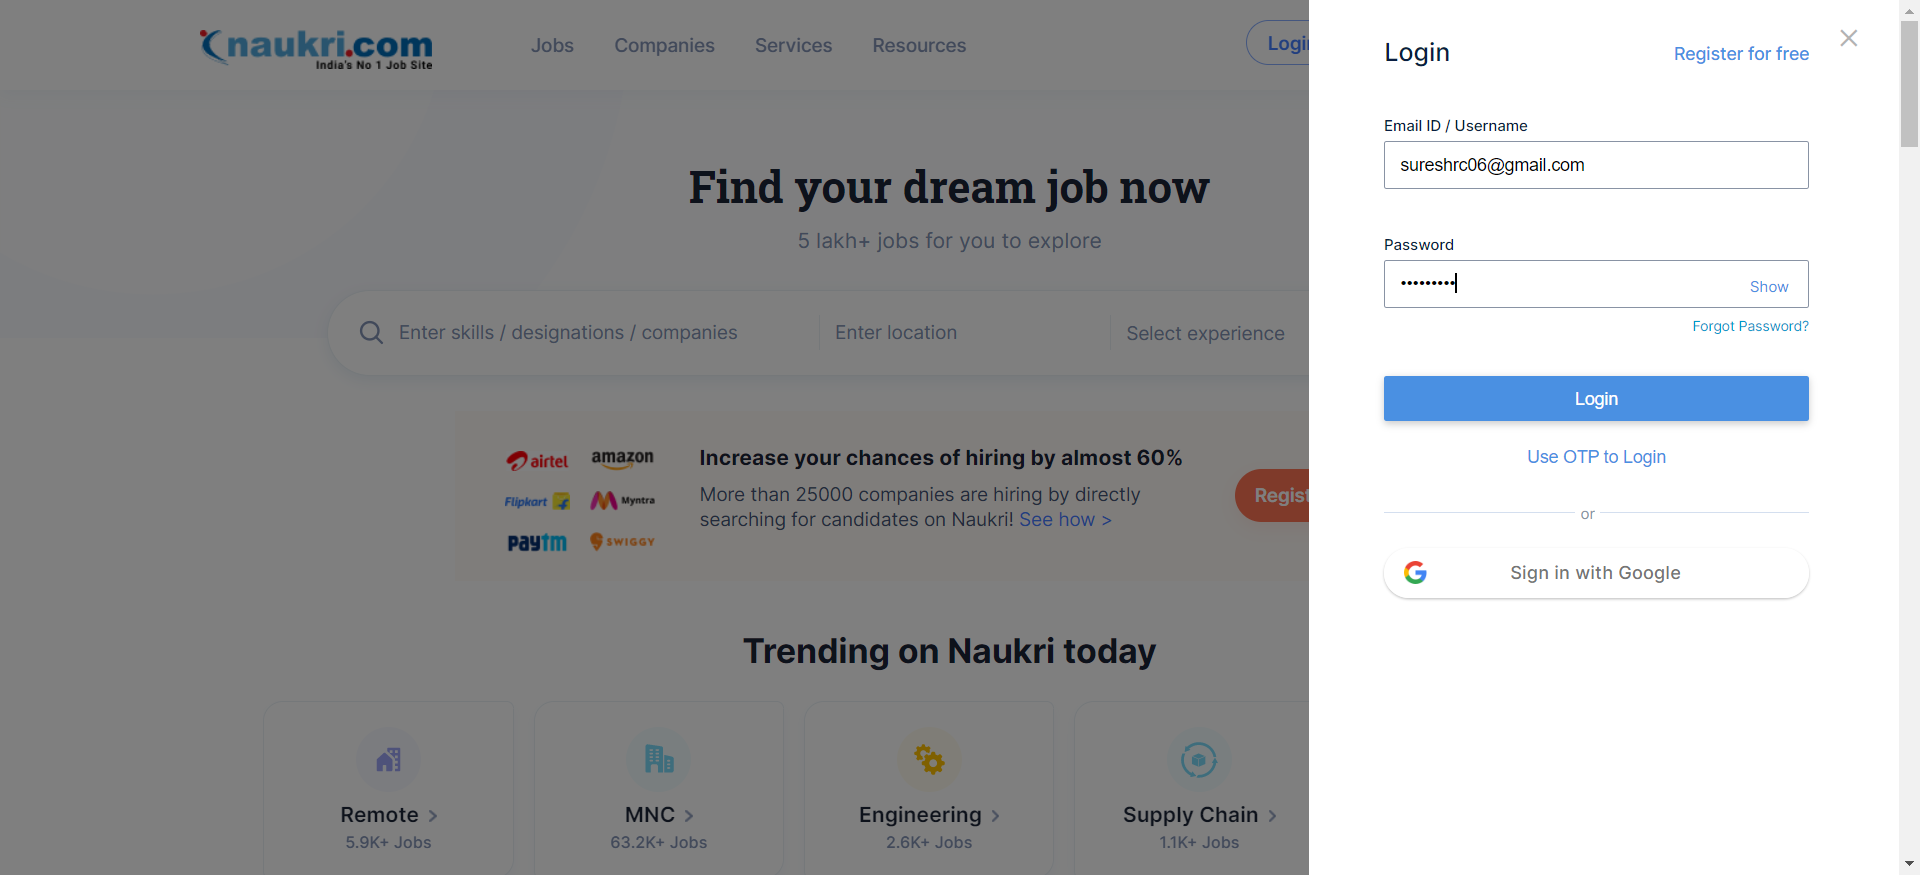 naukri.com
India's No 1 Job Site
Jobs
Companies
Services
Resources
Find your dream job now
5 lakh+ jobs for you to explore
Enter skills / designations / companies
Enter location
Select experience
airtel
amazon
Flipkart
Myntra
paytm
SWIGGY
Increase your chances of hiring by almost 60%
More than 25000 companies are hiring by directly
searching for candidates on Naukri! See how >
Trending on Naukri today
Remote
5.9K+ Jobs
MNC
63.2K+ Jobs
Engineering
2.6K+ Jobs
Supply Chain
1.1K+ Jobs
Login
Register for free
Email ID / Username
sureshrc06@gmail.com
Password
Show
Forgot Password?
Login
Use OTP to Login
or
Sign in with Google